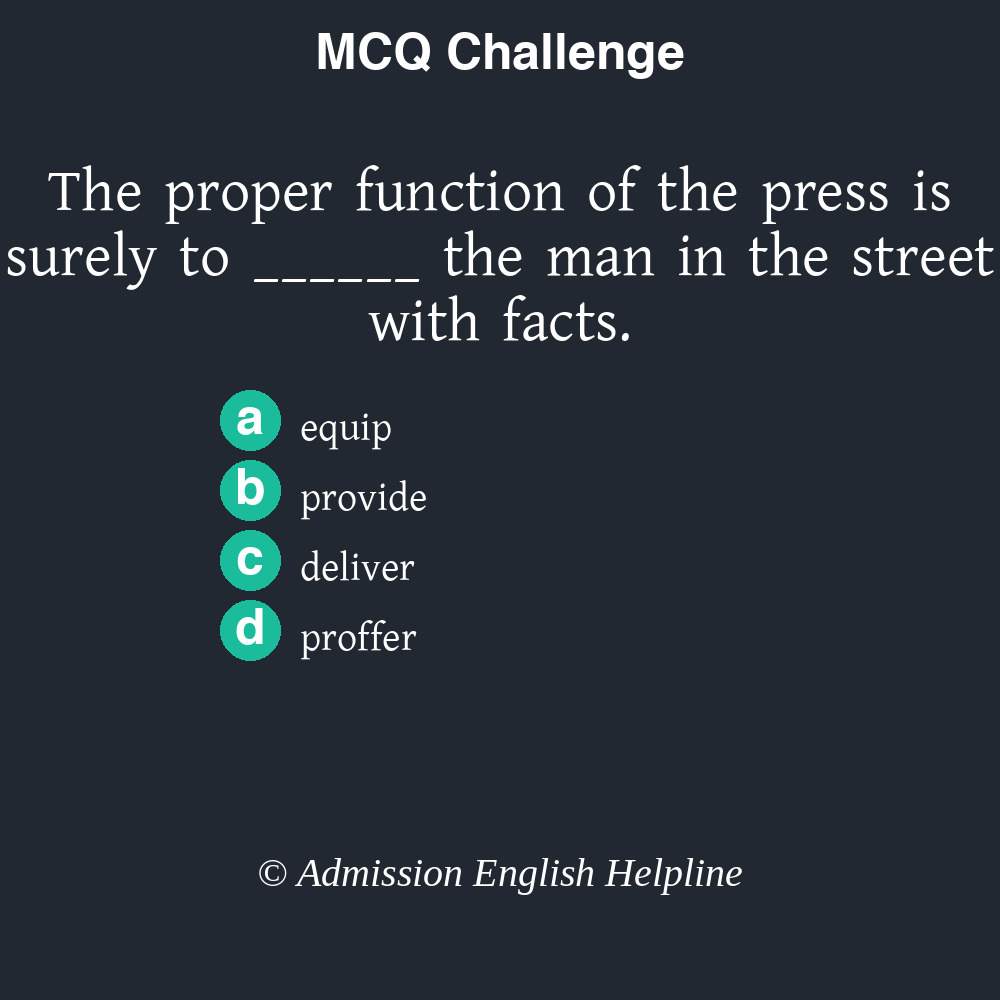 MCQ Challenge
The proper function of the press is
surely to ______ the man in the street
with facts.
a equip
b provide
c deliver
d proffer
© Admission English Helpline